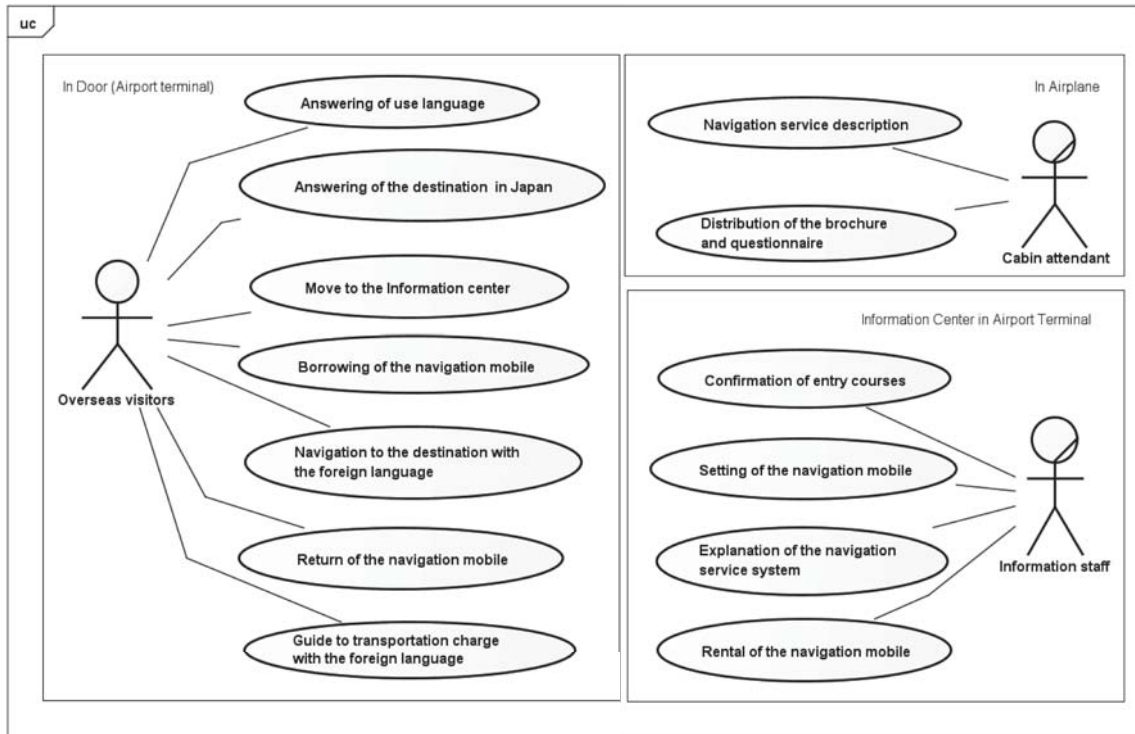 uc
In Door (Airport terminal)
Answering of use language
Answering of the destination in Japan
Move to the Information center
Borrowing of the navigation mobile
Overseas visitors
Navigation to the destination with
the foreign language
Return of the navigation mobile
Guide to transportation charge
with the foreign language
In Airplane
Navigation service description
Distribution of the brochure
and questionnaire
Cabin attendant
Information Center in Airport Terminal
Confirmation of entry courses
Setting of the navigation mobile
Explanation of the navigation
service system
Information staff
Rental of the navigation mobile